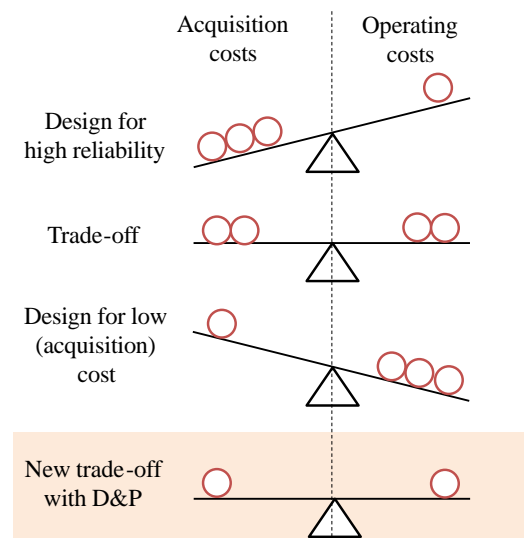 Acquisition
costs
Operating
costs
Design for
high reliability
Trade-off
Design for low
(acquisition)
cost
New trade-off
with D&P